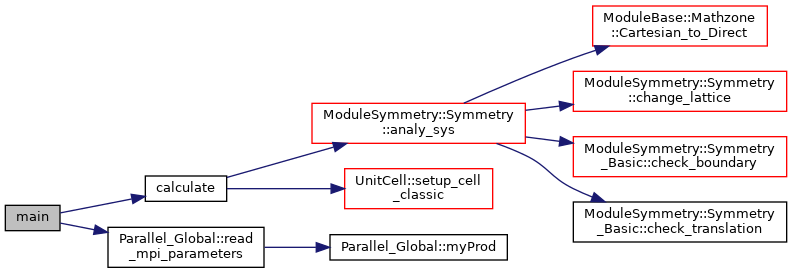 main
calculate
Parallel_Global::read
_mpi_parameters
ModuleSymmetry::Symmetry
::analy_sys
UnitCell::setup_cell
_classic
Parallel_Global::myProd
ModuleBase::Mathzone
::Cartesian_to_Direct
ModuleSymmetry::Symmetry
::change_lattice
ModuleSymmetry::Symmetry
_Basic::check_boundary
ModuleSymmetry::Symmetry
_Basic::check_translation